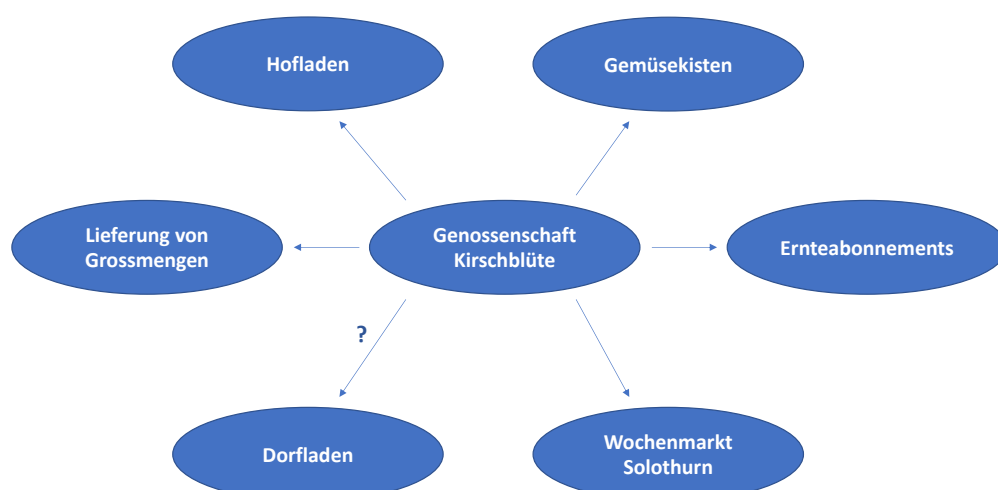 Hofladen
Gemüsekisten
Lieferung von
Grossmengen
Genossenschaft
Kirschblüte
Ernteabonnements
?
Dorfladen
Wochenmarkt
Solothurn